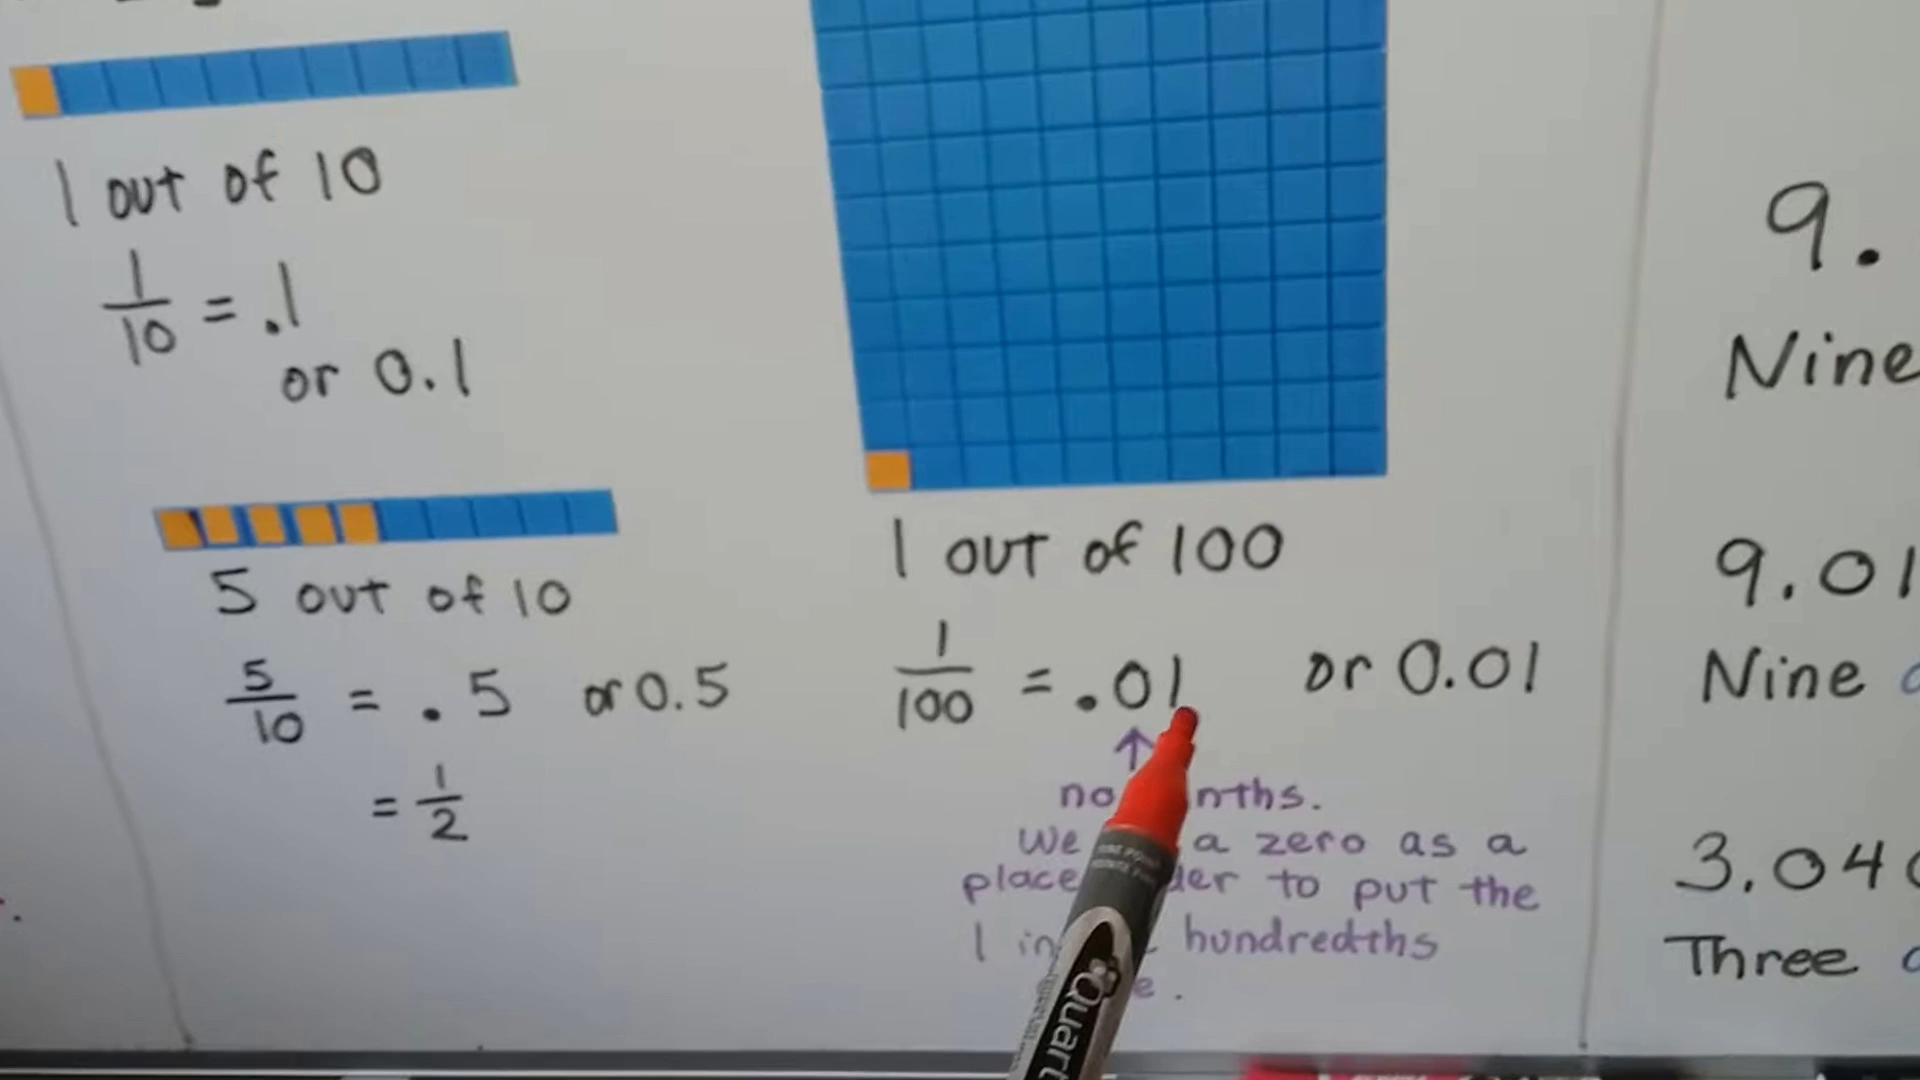 1 out of 10
1/10 = .1
or 0.1
5 out of 10
5/10 = .5 or 0.5
= 1/2
1 out of 100
1/100 = .01 or 0.01
↑
no nths.
We a zero as a
place der to put the
1 in hundredths
e.
9.
Nine
9.01
Nine
3.04
Three
Quart